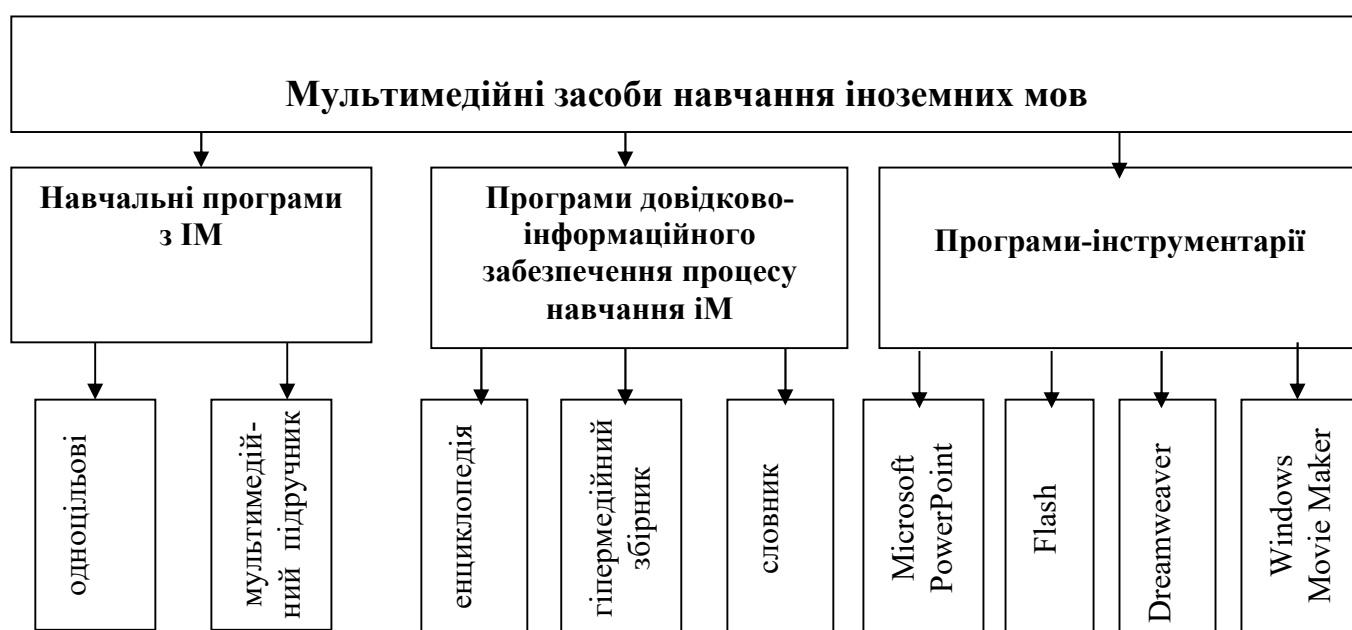 Мультимедійні засоби навчання іноземних мов
Навчальні програми
з ІМ
Програми довідково-
інформаційного
забезпечення процесу
навчання іМ
Програми-інструментарії
одноцільові
мультимедій-
ний підручник
енциклопедія
гіпермедійний
збірник
словник
Microsoft
PowerPoint
Flash
Dreamweaver
Windows
Movie Maker